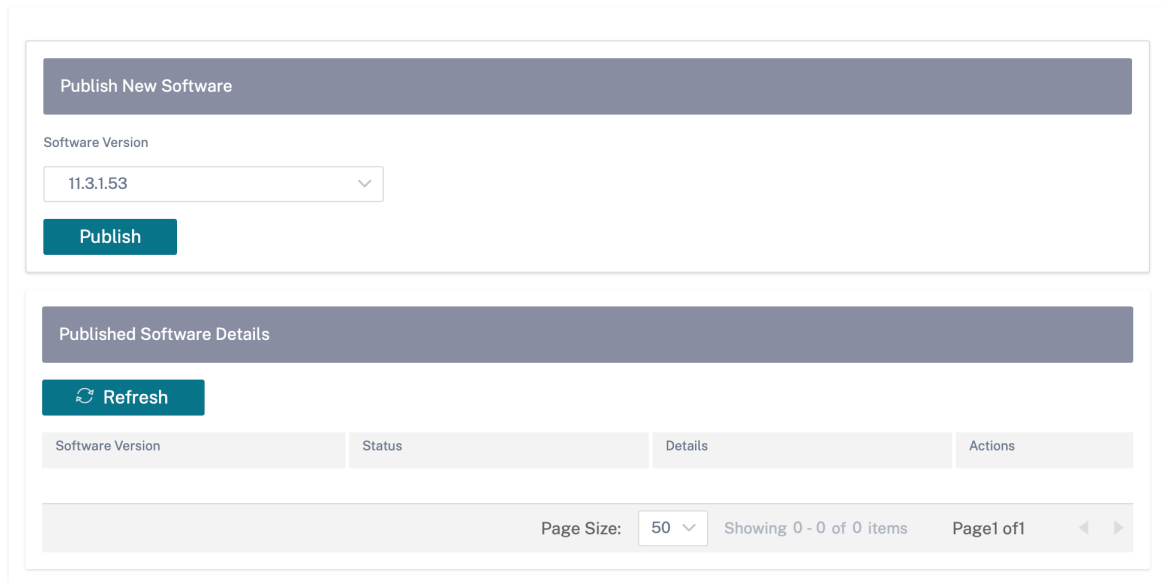 Publish New Software
Software Version
11.3.1.53
Publish
Published Software Details
Refresh
Software Version Status Details Actions
Page Size: 50 Showing 0 - 0 of 0 items Page1 of1